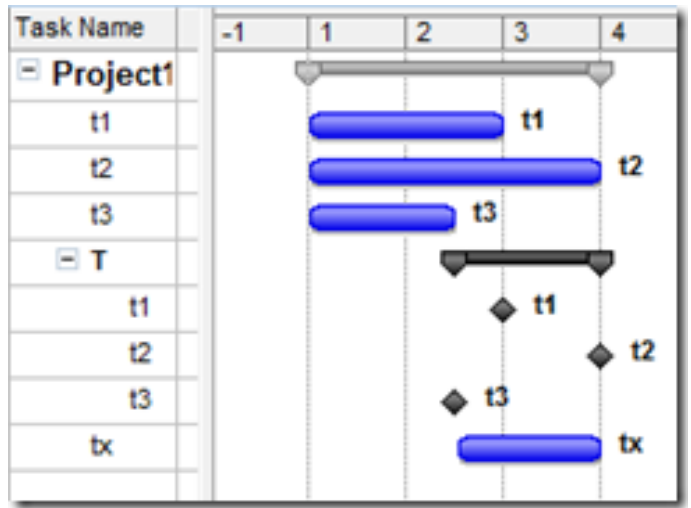 Task Name -1 1 2 3 4
Project1
t1 t1
t2 t2
t3 t3
T
t1 t1
t2 t2
t3 t3
tx tx